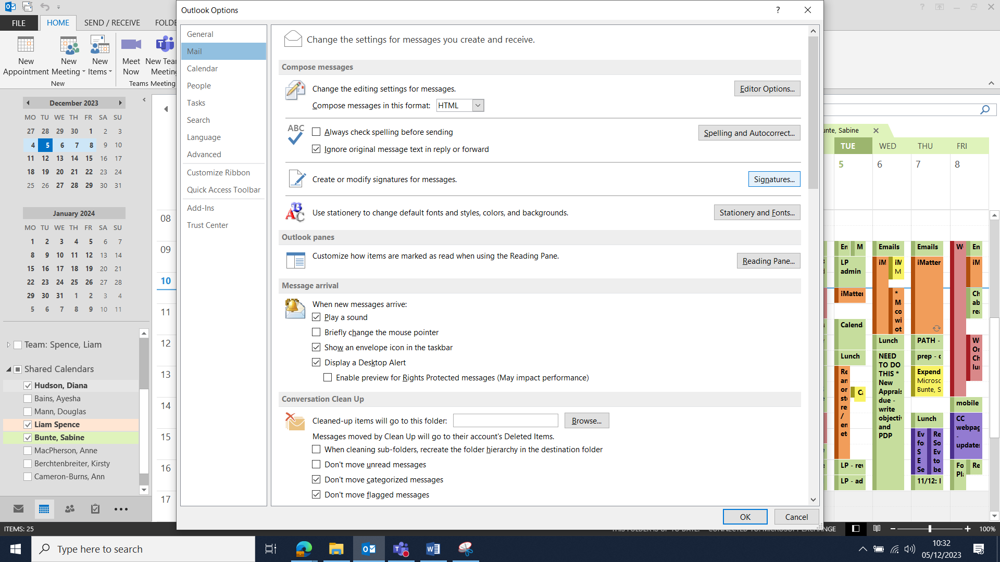 Outlook Options
?
FILE
HOME
SEND / RECEIVE
FOLDE
New Appointment
New Meeting
New Items
Meet Now
New Tea
Meeting
New
Teams Meeting
General
Mail
Calendar
People
Tasks
Search
Language
Advanced
Customize Ribbon
Quick Access Toolbar
Add-Ins
Trust Center
Change the settings for messages you create and receive.
Compose messages
Change the editing settings for messages.
Editor Options...
Compose messages in this format:
HTML
ABC
Always check spelling before sending
Spelling and Autocorrect...
Ignore original message text in reply or forward
Create or modify signatures for messages.
Signatures...
Use stationery to change default fonts and styles, colors, and backgrounds.
Stationery and Fonts...
Outlook panes
Customize how items are marked as read when using the Reading Pane.
Reading Pane...
Message arrival
When new messages arrive:
Play a sound
Briefly change the mouse pointer
Show an envelope icon in the taskbar
Display a Desktop Alert
Enable preview for Rights Protected messages (May impact performance)
Conversation Clean Up
Cleaned-up items will go to this folder:
Browse...
Messages moved by Clean Up will go to their account's Deleted Items.
When cleaning sub-folders, recreate the folder hierarchy in the destination folder
Don't move unread messages
Don't move categorized messages
Don't move flagged messages
OK
Cancel
December 2023
MO TU WE TH FR SA SU
27 28 29 30 1 2 3
4 5 6 7 8 9 10
11 12 13 14 15 16 17
18 19 20 21 22 23 24
25 26 27 28 29 30 31
January 2024
MO TU WE TH FR SA SU
1 2 3 4 5 6 7
8 9 10 11 12 13 14
15 16 17 18 19 20 21
22 23 24 25 26 27 28
29 30 31 1 2 3 4
5 6 7 8 9 10 11
Team: Spence, Liam
Shared Calendars
Hudson, Diana
Bains, Ayesha
Mann, Douglas
Liam Spence
Bunte, Sabine
MacPherson, Anne
Berchtenbreiter, Kirsty
Cameron-Burns, Ann
08
09
10
11
12
13
14
15
16
17
unte, Sabine
TUE WED THU FRI
5 6 7 8
En
M
LP
admin
iMatter
Calend
Lunch
Re
an
or
st
re
/
en
et
Ca
LP - rev
LP - ad
Emails
iM
iM
M
*
M
co
wi
ot
Lunch
NEED
TO DO
THIS *
New
Apprais
due -
write
objecti
and
PDP
Emails
iMatter
PATH -
prep - c
Expend
Microsc
Bunte, S
Lunch
Ev
fo
S
E
Se
Re
So
Ev
to
be
11/12:
W
En
iM
Ch
ab
re
W
Or
Ch
lu
mobile
CC
webpag
-
updates
Fo
Pla
Re
ITEMS: 25
CONNECTED TO: MICROSOFT EXCHANGE
100%
Type here to search
10:32
05/12/2023